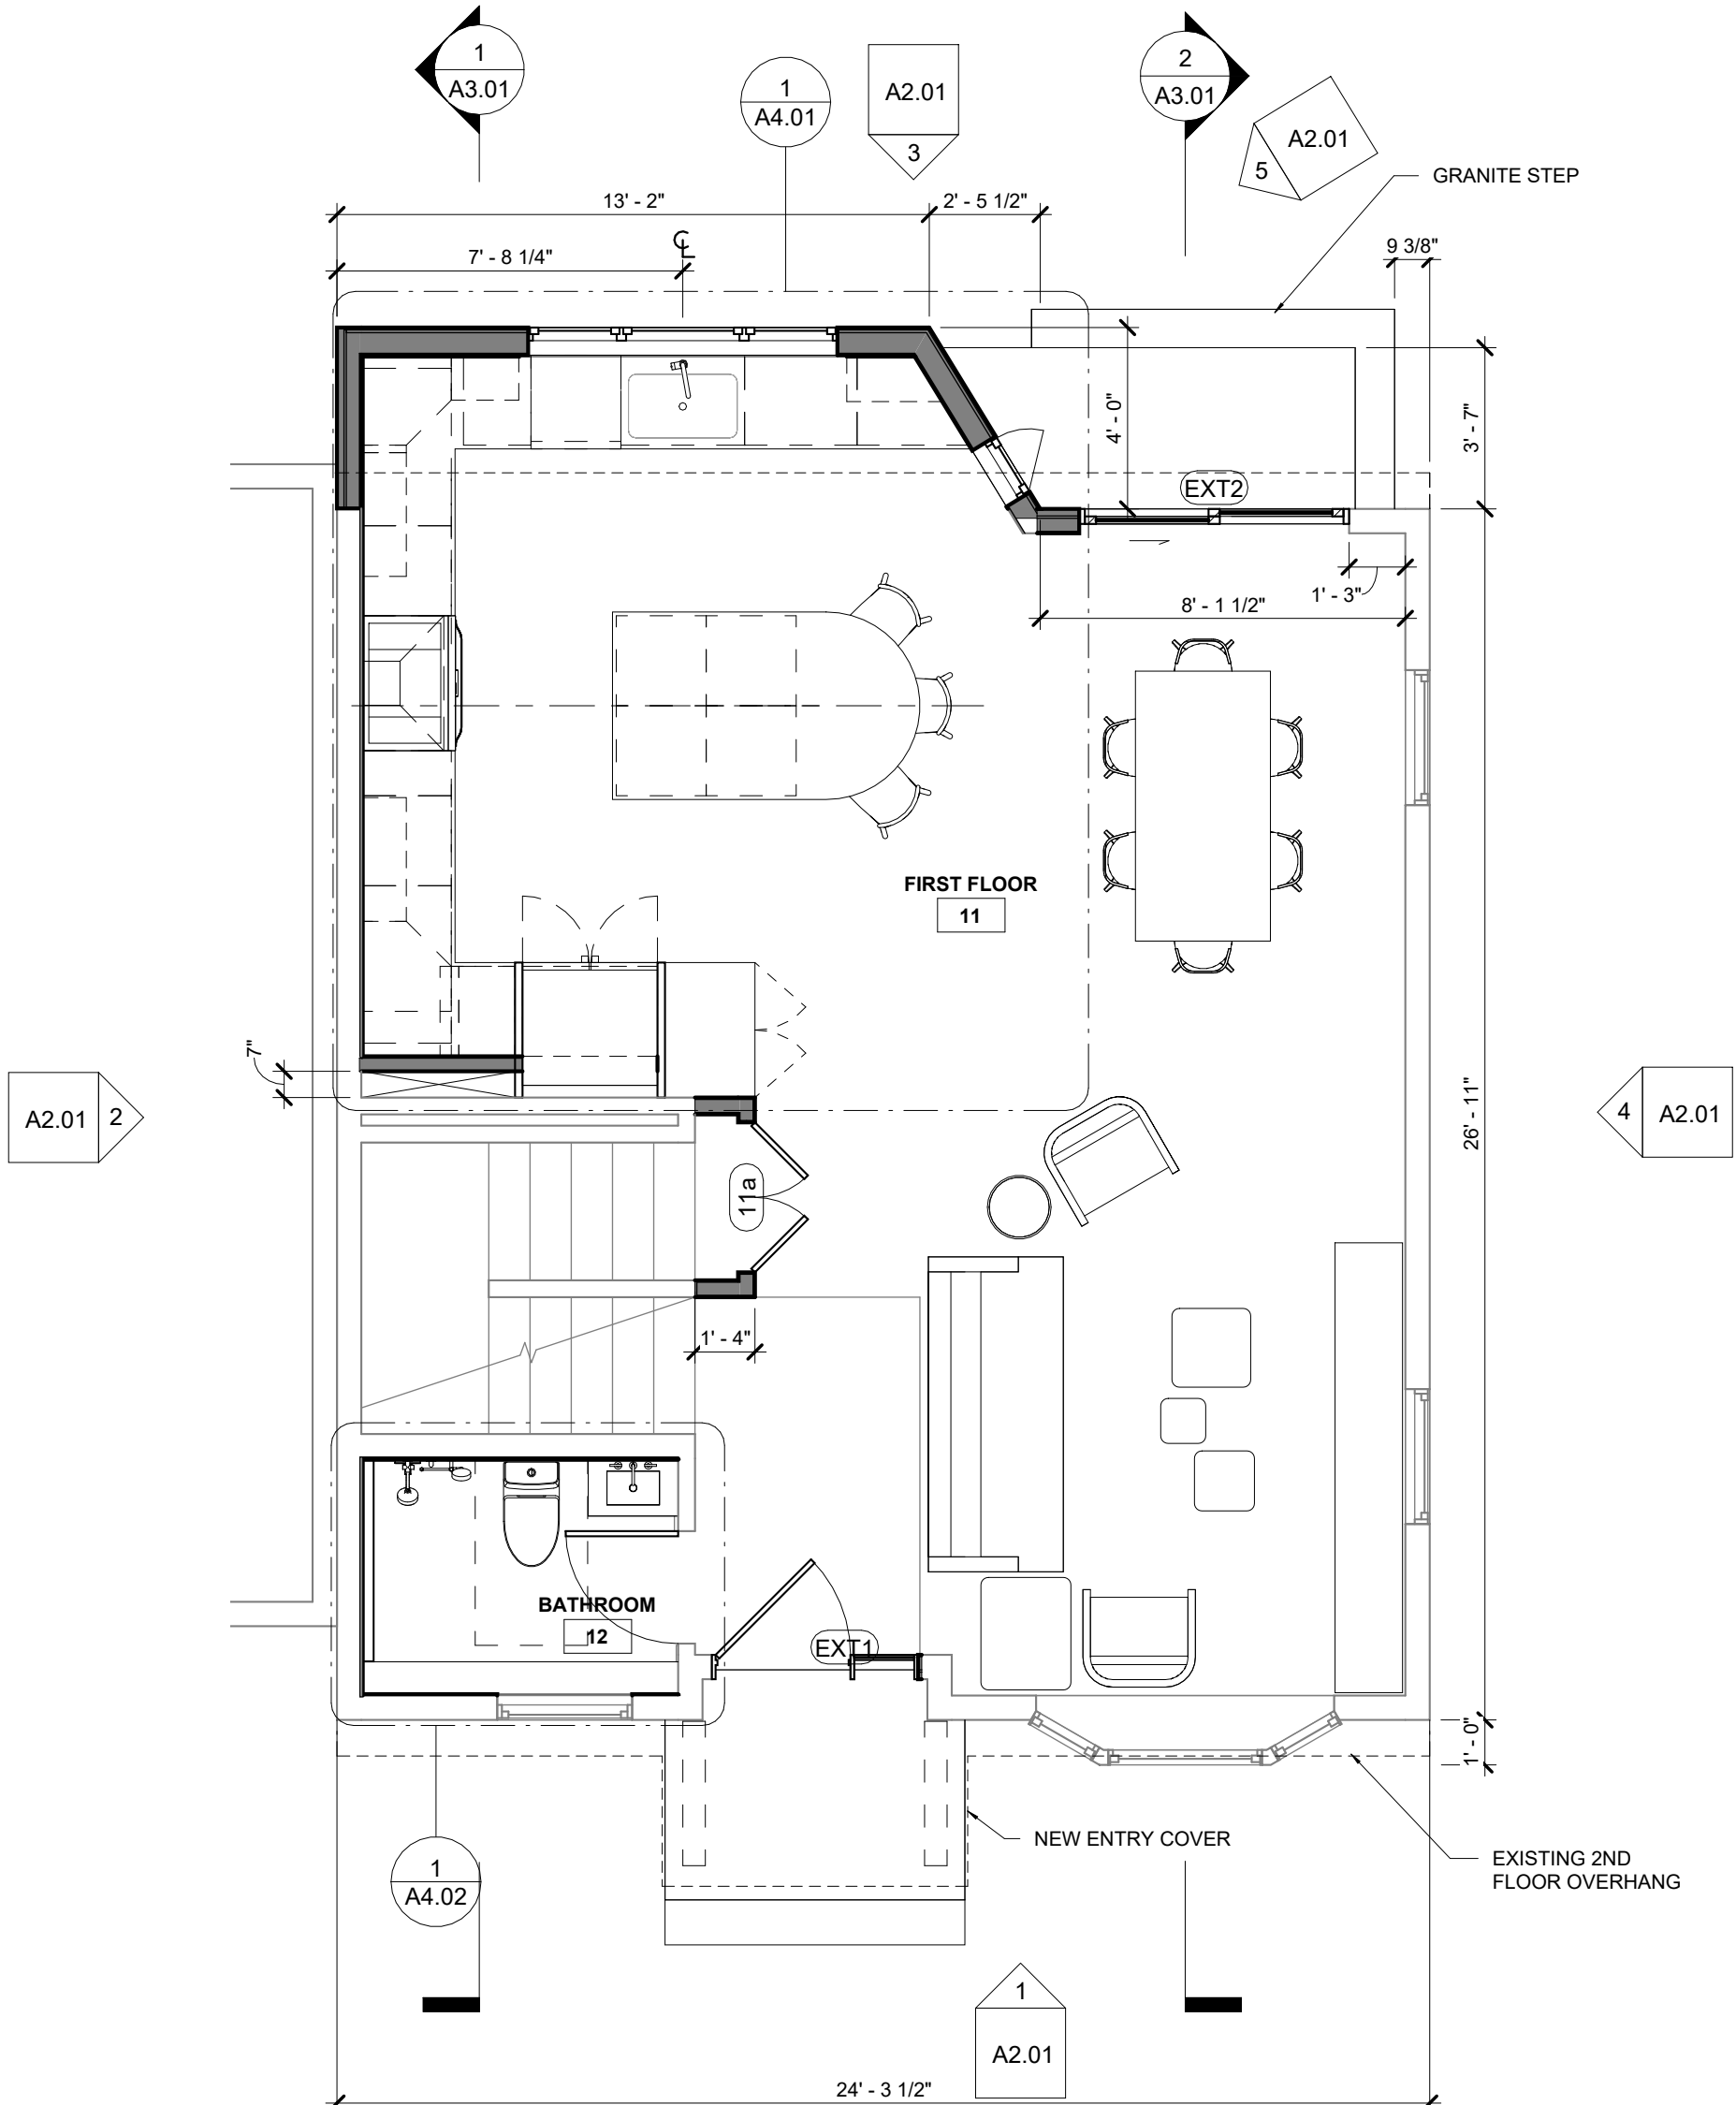 1
A3.01
1
A4.01
A2.01
3
2
A3.01
A2.01
5
GRANITE STEP
13' - 2"
2' - 5 1/2"
7' - 8 1/4"
℄
9 3/8"
4' - 0"
3' - 7"
EXT2
1' - 3"
8' - 1 1/2"
FIRST FLOOR
11
7"
A2.01
2
4
A2.01
26' - 11"
11a
1' - 4"
BATHROOM
12
EXT1
1' - 0"
NEW ENTRY COVER
EXISTING 2ND
FLOOR OVERHANG
1
A4.02
1
A2.01
24' - 3 1/2"